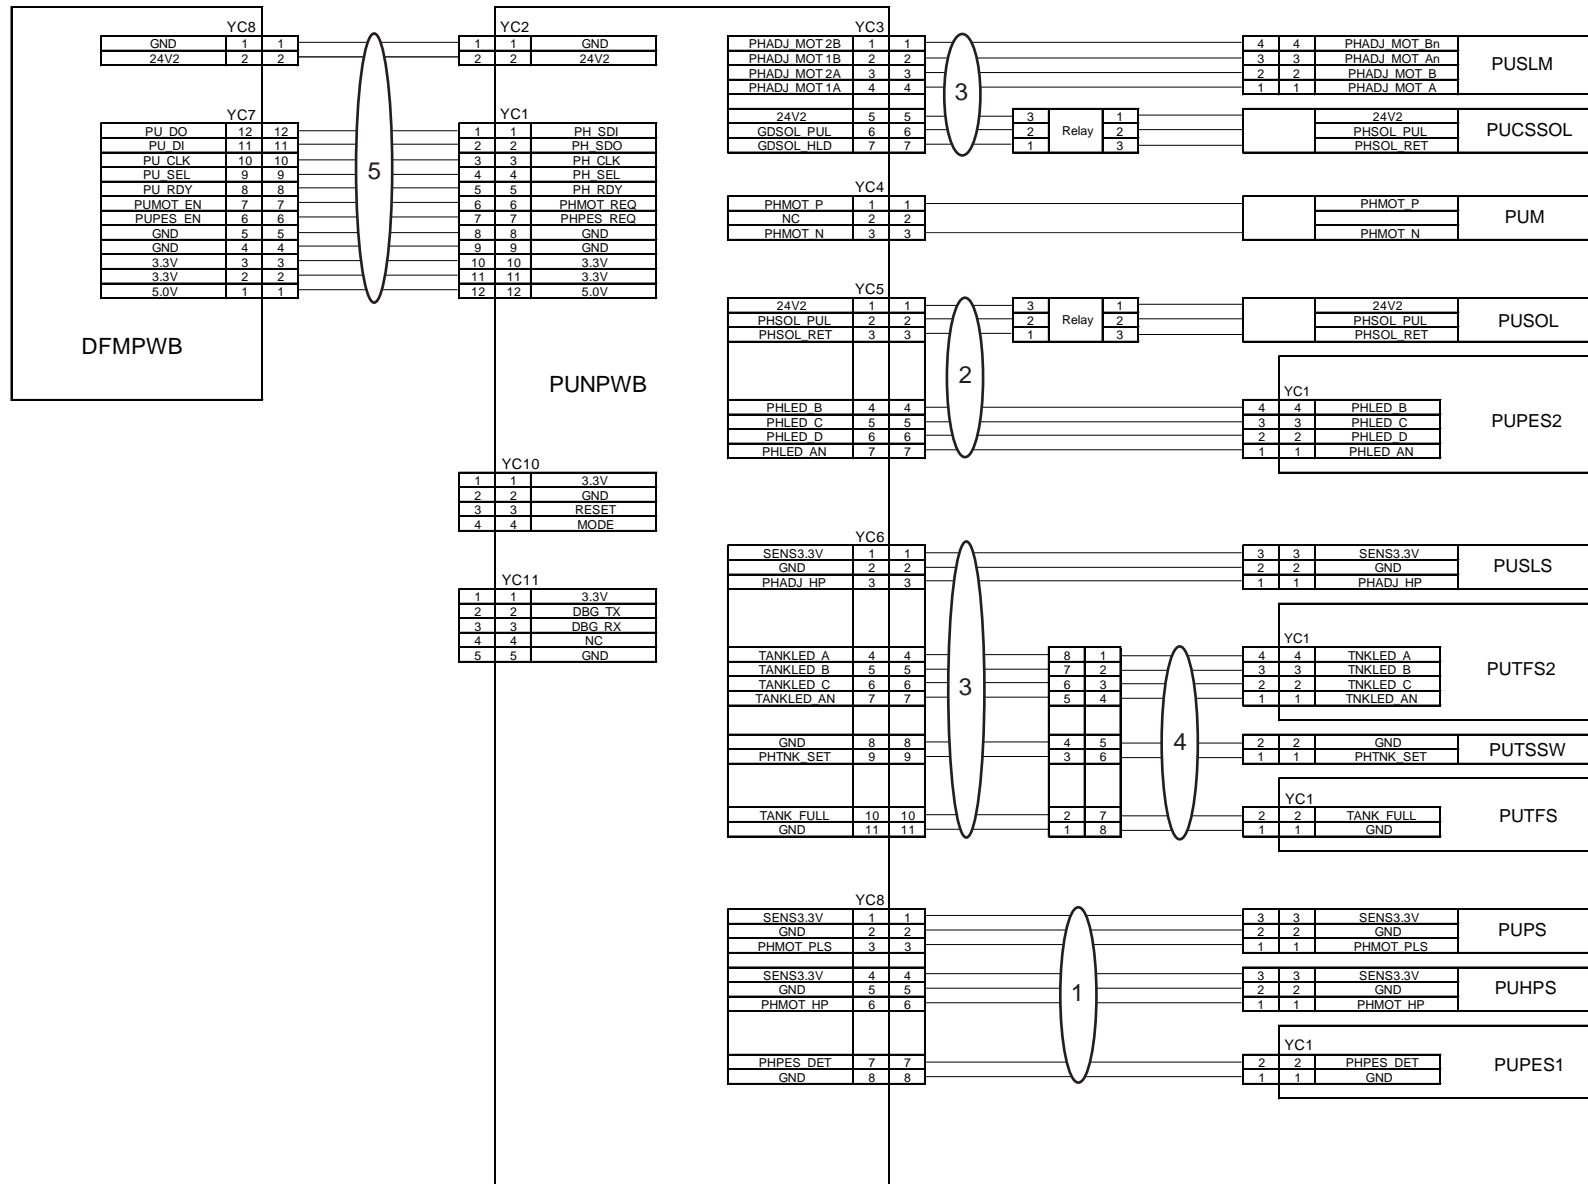 YC8
GND 1 1
24V2 2 2
YC7
PU_DO 12 12
PU_DI 11 11
PU_CLK 10 10
PU_SEL 9 9
PU_RDY 8 8
PUMOT_EN 7 7
PUPES_EN 6 6
GND 5 5
GND 4 4
3.3V 3 3
3.3V 2 2
5.0V 1 1
DFMPWB
5
YC2
1 1 GND
2 2 24V2
YC1
1 1 PH_SDI
2 2 PH_SDO
3 3 PH_CLK
4 4 PH_SEL
5 5 PH_RDY
6 6 PHMOT_REQ
7 7 PHPES_REQ
8 8 GND
9 9 GND
10 10 3.3V
11 11 3.3V
12 12 5.0V
PUNPWB
YC10
1 1 3.3V
2 2 GND
3 3 RESET
4 4 MODE
YC11
1 1 3.3V
2 2 DBG_TX
3 3 DBG_RX
4 4 NC
5 5 GND
YC3
PHADJ_MOT 2B 1 1
PHADJ_MOT 1B 2 2
PHADJ_MOT 2A 3 3
PHADJ_MOT 1A 4 4
24V2 5 5
GDSOL_PUL 6 6
GDSOL_HLD 7 7
3
3 Relay 1
2 2
1 3
4 4 PHADJ_MOT_Bn
3 3 PHADJ_MOT_An
2 2 PHADJ_MOT_B
1 1 PHADJ_MOT_A
PUSLM
24V2
PHSOL_PUL
PHSOL_RET
PUCSSOL
YC4
PHMOT_P 1 1
NC 2 2
PHMOT_N 3 3
PHMOT_P
PHMOT_N
PUM
YC5
24V2 1 1
PHSOL_PUL 2 2
PHSOL_RET 3 3
PHLED_B 4 4
PHLED_C 5 5
PHLED_D 6 6
PHLED_AN 7 7
2
3 Relay 1
2 2
1 3
24V2
PHSOL_PUL
PHSOL_RET
PUSOL
YC1
4 4 PHLED_B
3 3 PHLED_C
2 2 PHLED_D
1 1 PHLED_AN
PUPES2
YC6
SENS3.3V 1 1
GND 2 2
PHADJ_HP 3 3
TANKLED_A 4 4
TANKLED_B 5 5
TANKLED_C 6 6
TANKLED_AN 7 7
GND 8 8
PHTNK_SET 9 9
TANK_FULL 10 10
GND 11 11
3
8 1
7 2
6 3
5 4
4 5
3 6
2 7
1 8
4
3 3 SENS3.3V
2 2 GND
1 1 PHADJ_HP
PUSLS
YC1
4 4 TNKLED_A
3 3 TNKLED_B
2 2 TNKLED_C
1 1 TNKLED_AN
PUTFS2
2 2 GND
1 1 PHTNK_SET
PUTSSW
YC1
2 2 TANK_FULL
1 1 GND
PUTFS
YC8
SENS3.3V 1 1
GND 2 2
PHMOT_PLS 3 3
SENS3.3V 4 4
GND 5 5
PHMOT_HP 6 6
PHPES_DET 7 7
GND 8 8
1
3 3 SENS3.3V
2 2 GND
1 1 PHMOT_PLS
PUPS
3 3 SENS3.3V
2 2 GND
1 1 PHMOT_HP
PUHPS
YC1
2 2 PHPES_DET
1 1 GND
PUPES1